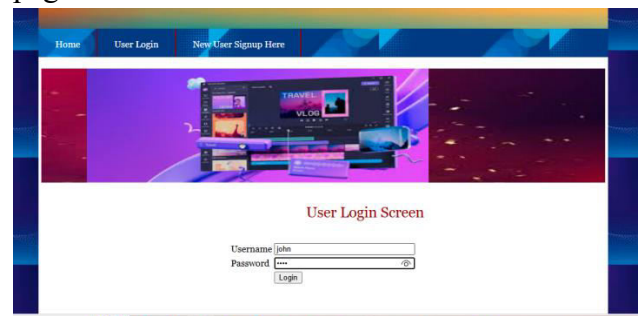 Home User Login New User Signup Here
TRAVEL
VLOG
User Login Screen
Username john
Password ····
Login